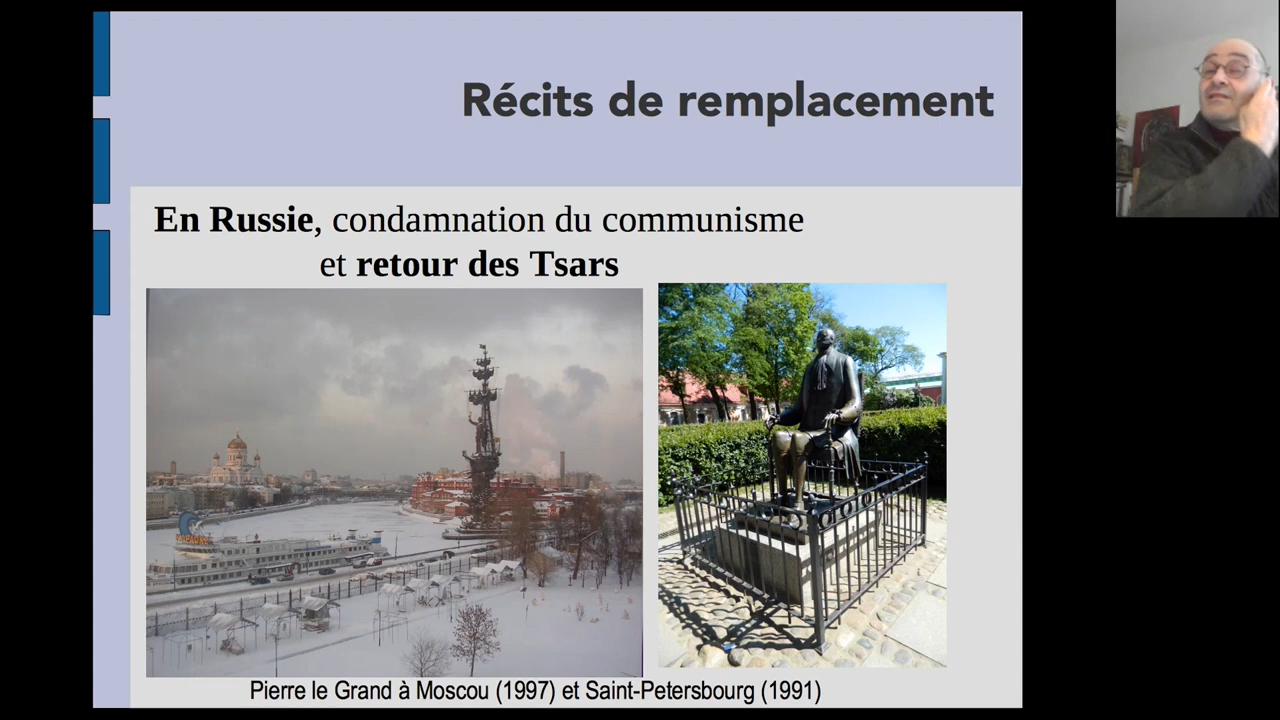 Récits de remplacement
En Russie, condamnation du communisme
et retour des Tsars
Pierre le Grand à Moscou (1997) et Saint-Petersbourg (1991)